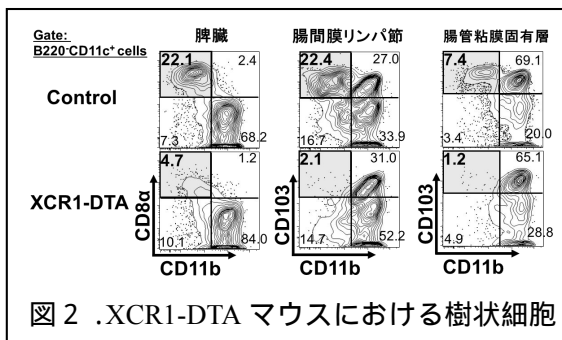 Gate:
B220-CD11c+ cells
脾臓
腸間膜リンパ節
腸管粘膜固有層
Control
22.1
2.4
7.3
68.2
22.4
27.0
16.7
33.9
7.4
69.1
3.4
20.0
XCR1-DTA
4.7
1.2
10.1
84.0
2.1
31.0
14.7
52.2
1.2
65.1
4.9
28.8
CD8α
CD103
CD103
CD11b
CD11b
CD11b
図2.XCR1-DTA マウスにおける樹状細胞